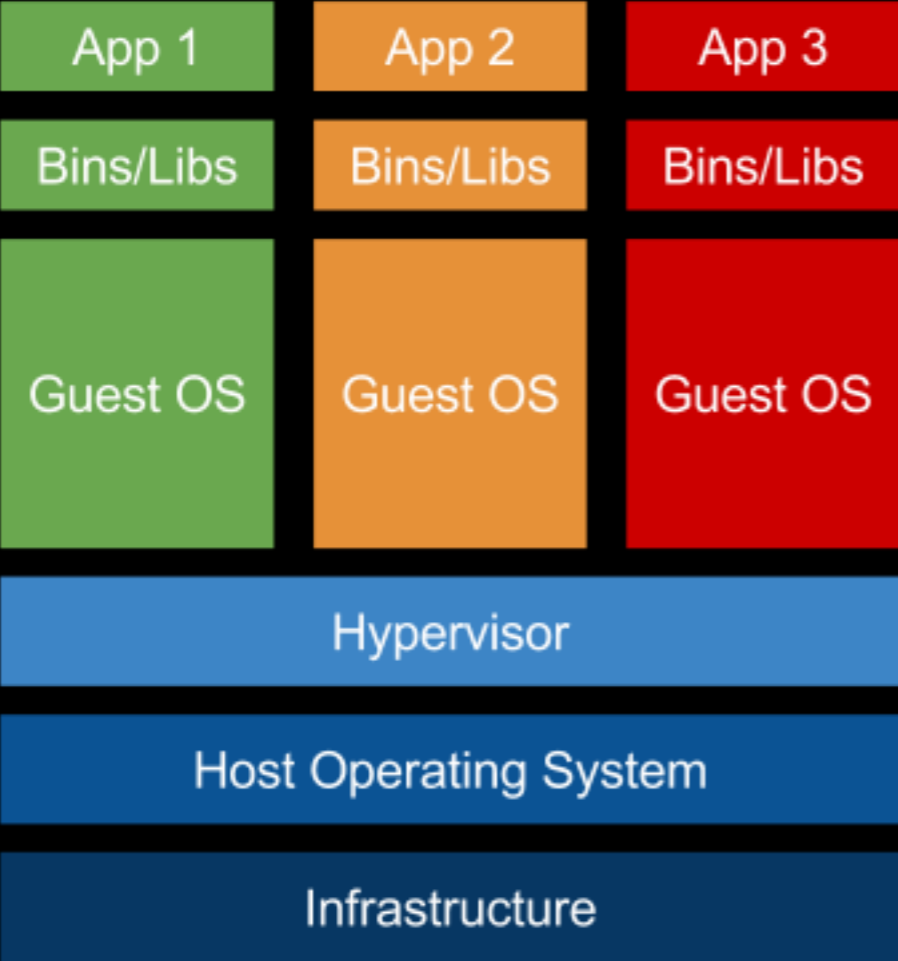 App 1
App 2
App 3
Bins/Libs
Bins/Libs
Bins/Libs
Guest OS
Guest OS
Guest OS
Hypervisor
Host Operating System
Infrastructure